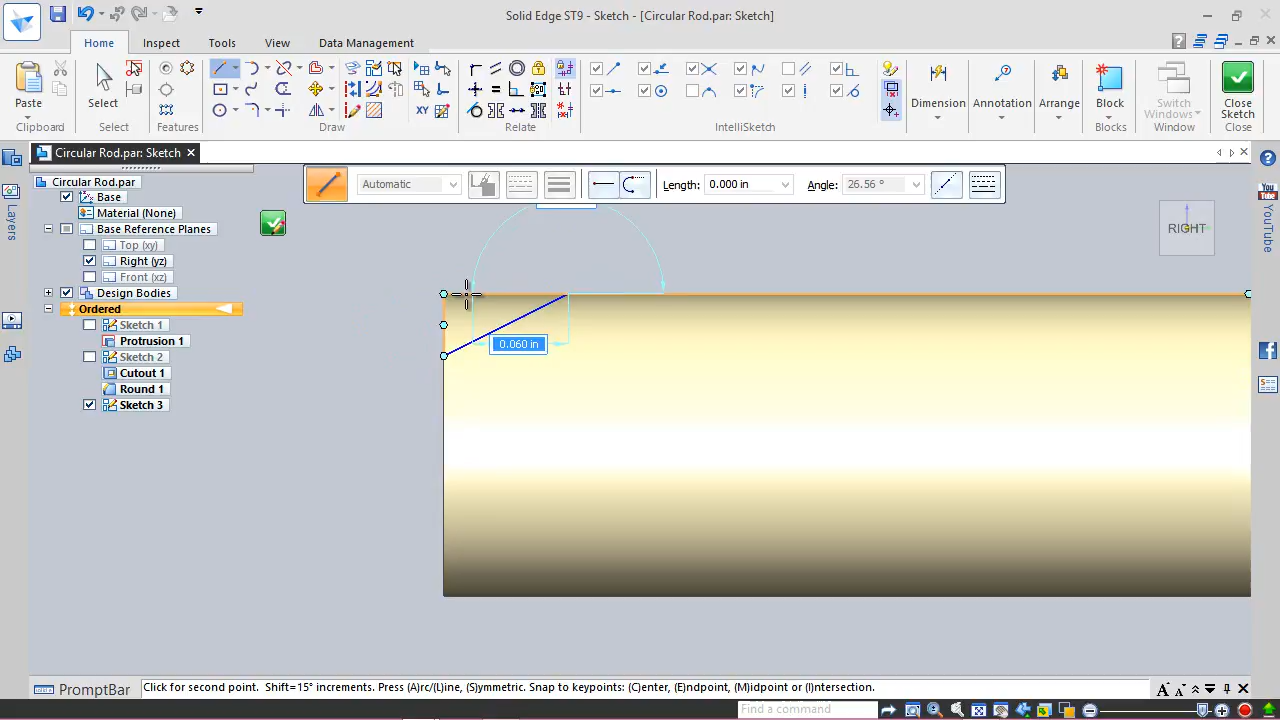 Solid Edge ST9 - Sketch - [Circular Rod.par: Sketch]
Home
Inspect
Tools
View
Data Management
Paste
Select
Dimension
Annotation
Arrange
Block
Switch
Windows
Close
Sketch
Clipboard
Select
Features
Draw
Relate
IntelliSketch
Blocks
Window
Close
Circular Rod.par: Sketch
Automatic
Length:
0.000 in
Angle:
26.56 °
Layers
YouTube
Circular Rod.par
Base
Material (None)
Base Reference Planes
Top (xy)
Right (yz)
Front (xz)
Design Bodies
Ordered
Sketch 1
Protrusion 1
Sketch 2
Cutout 1
Round 1
Sketch 3
RIGHT
0.060 in
PromptBar
Click for second point. Shift=15° increments. Press (A)rc/(L)ine, (S)ymmetric. Snap to keypoints: (C)enter, (E)ndpoint, (M)idpoint or (I)ntersection.
Find a command